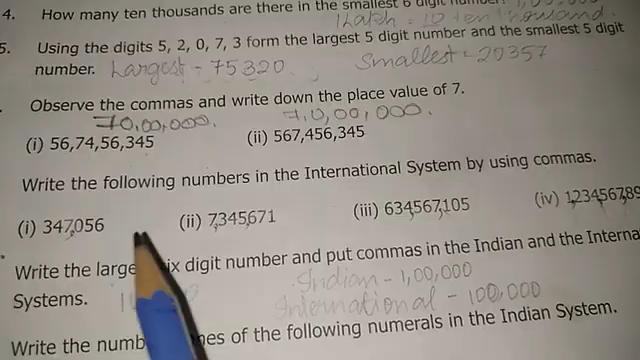 4. How many ten thousands are there in the smallest 6 digit number?
1 Lakh = 10 ten thousand.
5. Using the digits 5, 2, 0, 7, 3 form the largest 5 digit number and the smallest 5 digit
number. Largest - 75320 Smallest = 20357
Observe the commas and write down the place value of 7.
70,00,000. 7,0,00,000.
(i) 56,74,56,345 (ii) 567,456,345
Write the following numbers in the International System by using commas.
(i) 347,056 (ii) 7,345,671 (iii) 634,567,105 (iv) 123456789
Write the large ix digit number and put commas in the Indian and the Interna
Indian - 1,00,000
Systems. International - 100,000
Write the numb es of the following numerals in the Indian System.